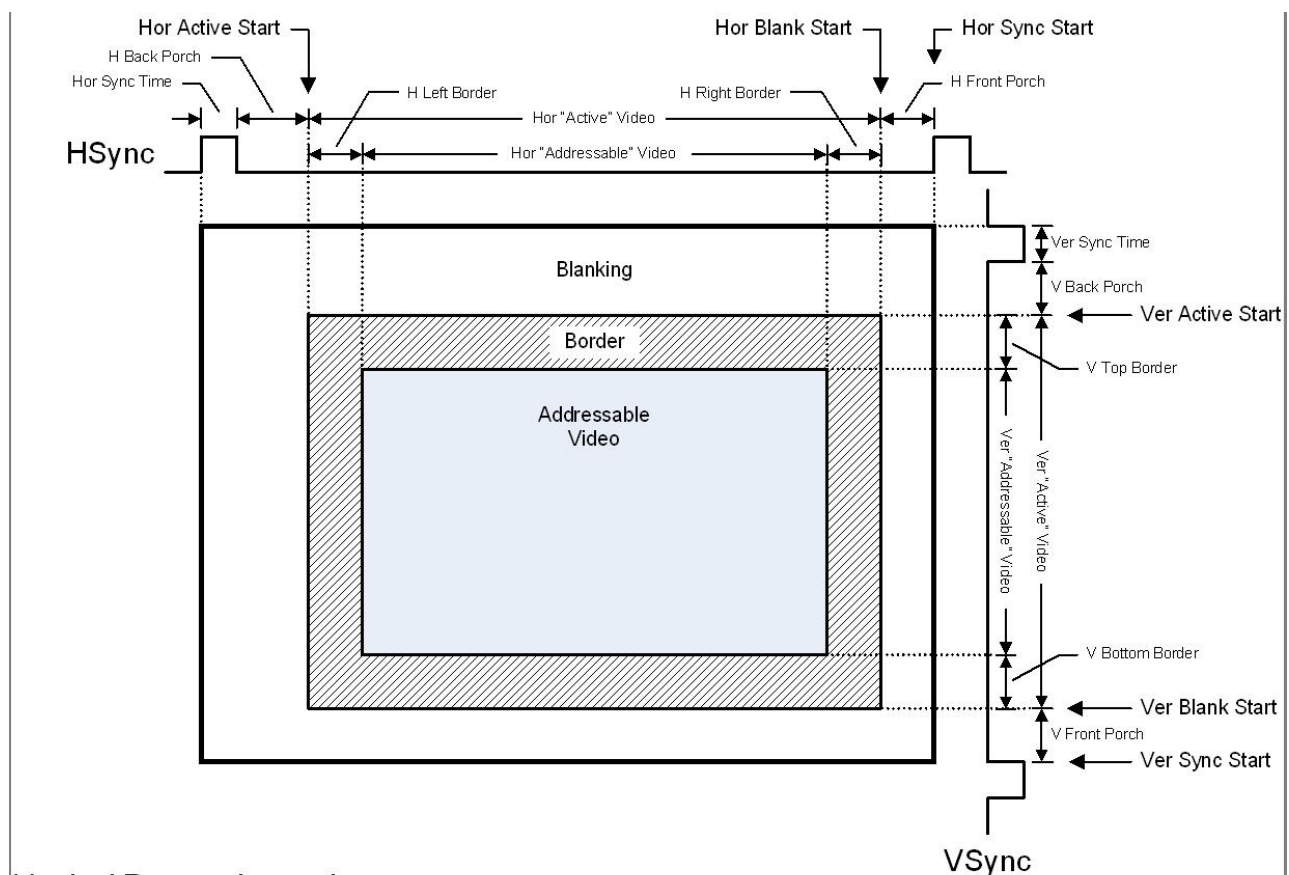 Hor Active Start
Hor Blank Start
Hor Sync Start
H Back Porch
Hor Sync Time
H Left Border
H Right Border
H Front Porch
Hor "Active" Video
HSync
Hor "Addressable" Video
Ver Sync Time
Blanking
V Back Porch
Ver Active Start
Border
V Top Border
Addressable
Video
Ver "Addressable" Video
Ver "Active" Video
V Bottom Border
Ver Blank Start
V Front Porch
Ver Sync Start
VSync